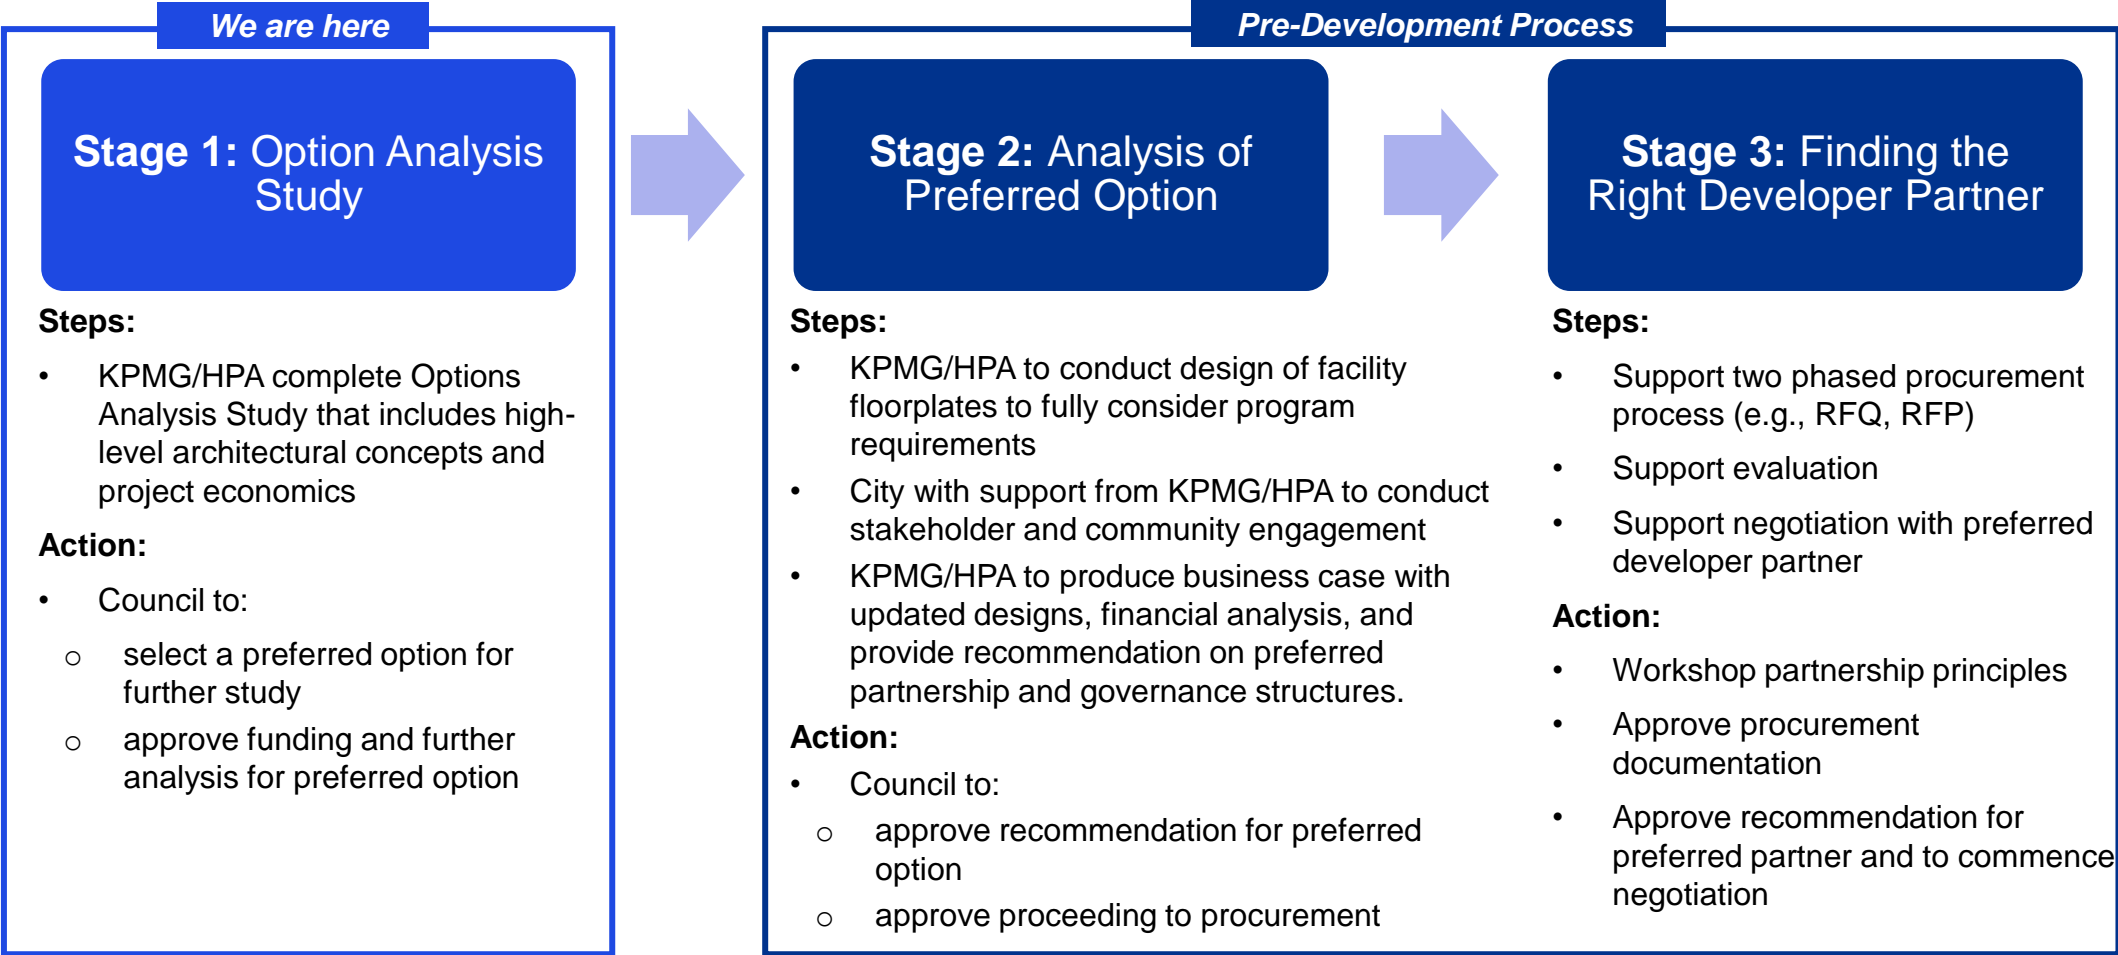 We are here
Stage 1: Option Analysis
Study
Steps:
• KPMG/HPA complete Options
Analysis Study that includes high-
level architectural concepts and
project economics
Action:
• Council to:
o select a preferred option for
further study
o approve funding and further
analysis for preferred option
Pre-Development Process
Stage 2: Analysis of
Preferred Option
Steps:
• KPMG/HPA to conduct design of facility
floorplates to fully consider program
requirements
• City with support from KPMG/HPA to conduct
stakeholder and community engagement
• KPMG/HPA to produce business case with
updated designs, financial analysis, and
provide recommendation on preferred
partnership and governance structures.
Action:
• Council to:
o approve recommendation for preferred
option
o approve proceeding to procurement
Stage 3: Finding the
Right Developer Partner
Steps:
• Support two phased procurement
process (e.g., RFQ, RFP)
• Support evaluation
• Support negotiation with preferred
developer partner
Action:
• Workshop partnership principles
• Approve procurement
documentation
• Approve recommendation for
preferred partner and to commence
negotiation